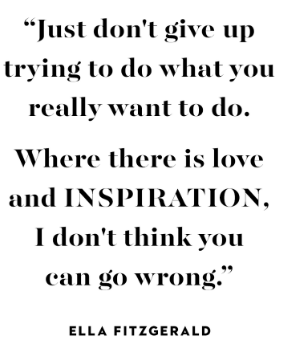 “Just don't give up
trying to do what you
really want to do.
Where there is love
and INSPIRATION,
I don't think you
can go wrong.”
ELLA FITZGERALD